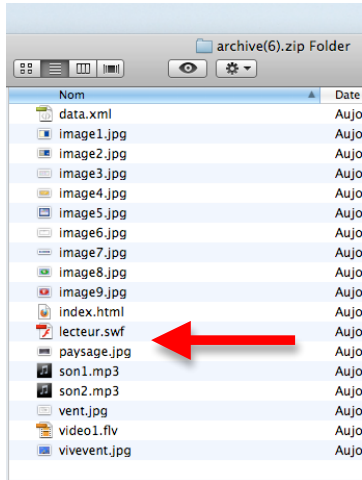 archive(6).zip Folder
Nom Date
data.xml Aujo
image1.jpg Aujo
image2.jpg Aujo
image3.jpg Aujo
image4.jpg Aujo
image5.jpg Aujo
image6.jpg Aujo
image7.jpg Aujo
image8.jpg Aujo
image9.jpg Aujo
index.html Aujo
lecteur.swf Aujo
paysage.jpg Aujo
son1.mp3 Aujo
son2.mp3 Aujo
vent.jpg Aujo
video1.flv Aujo
vivevent.jpg Aujo